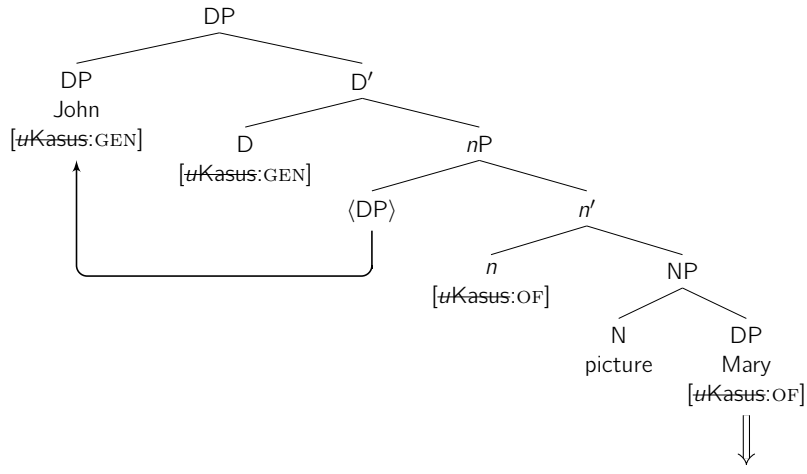 DP
DP D′
John
[uKasus:GEN] D nP
[uKasus:GEN]
⟨DP⟩ n′
n NP
[uKasus:OF]
N DP
picture Mary
[uKasus:OF]